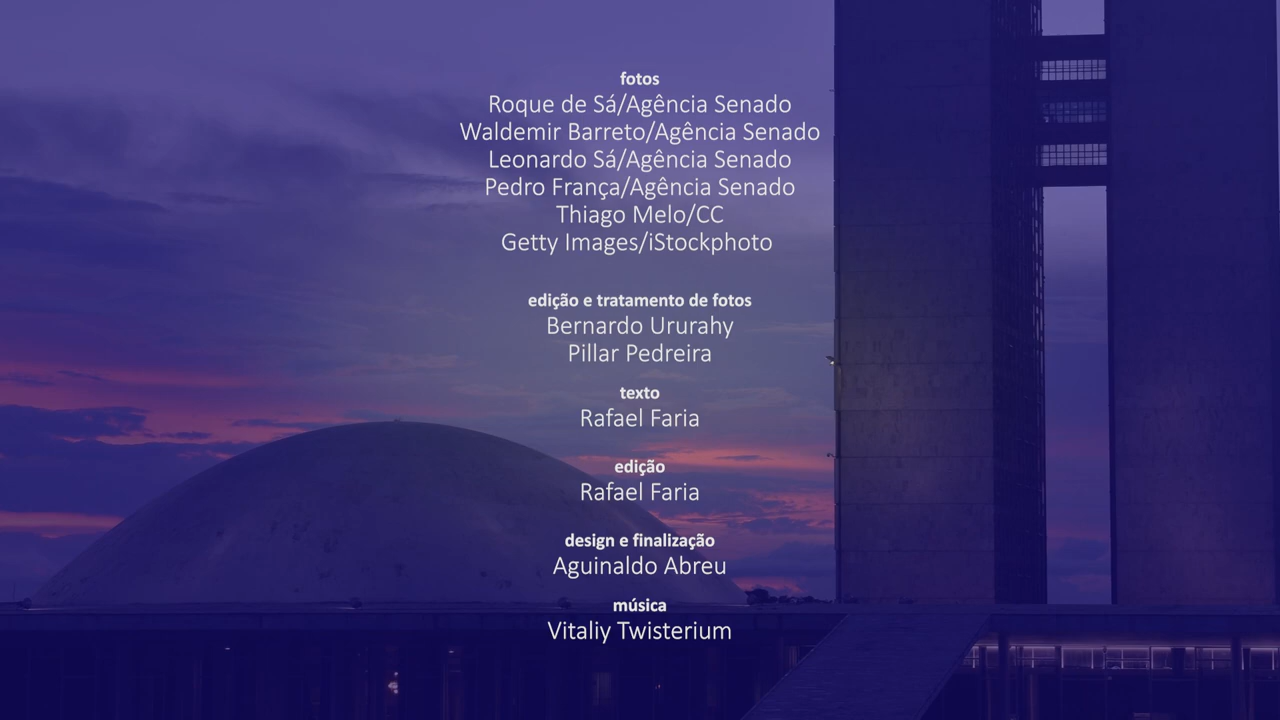 fotos
Roque de Sá/Agência Senado
Waldemir Barreto/Agência Senado
Leonardo Sá/Agência Senado
Pedro França/Agência Senado
Thiago Melo/CC
Getty Images/iStockphoto
edição e tratamento de fotos
Bernardo Ururahy
Pillar Pedreira
texto
Rafael Faria
edição
Rafael Faria
design e finalização
Aguinaldo Abreu
música
Vitaliy Twisterium